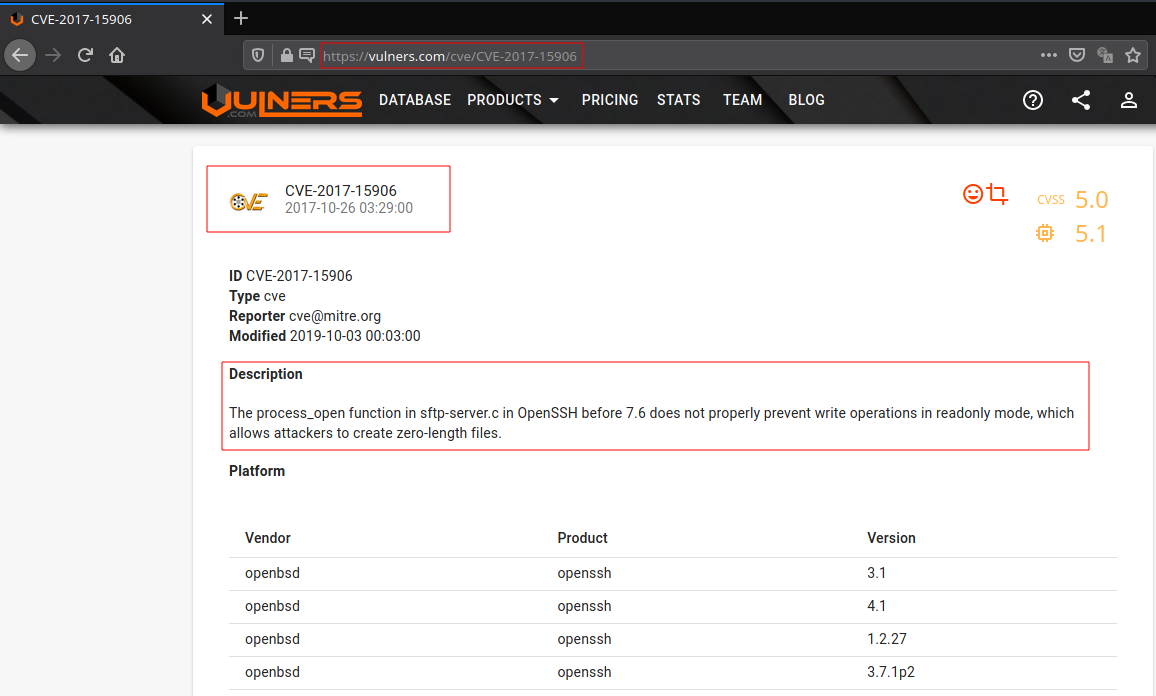 CVE-2017-15906
https://vulners.com/cve/CVE-2017-15906
VULNERS .COM DATABASE PRODUCTS PRICING STATS TEAM BLOG
CVE CVE-2017-15906
2017-10-26 03:29:00
CVSS 5.0
5.1
ID CVE-2017-15906
Type cve
Reporter cve@mitre.org
Modified 2019-10-03 00:03:00
Description
The process_open function in sftp-server.c in OpenSSH before 7.6 does not properly prevent write operations in readonly mode, which
allows attackers to create zero-length files.
Platform
Vendor Product Version
openbsd openssh 3.1
openbsd openssh 4.1
openbsd openssh 1.2.27
openbsd openssh 3.7.1p2